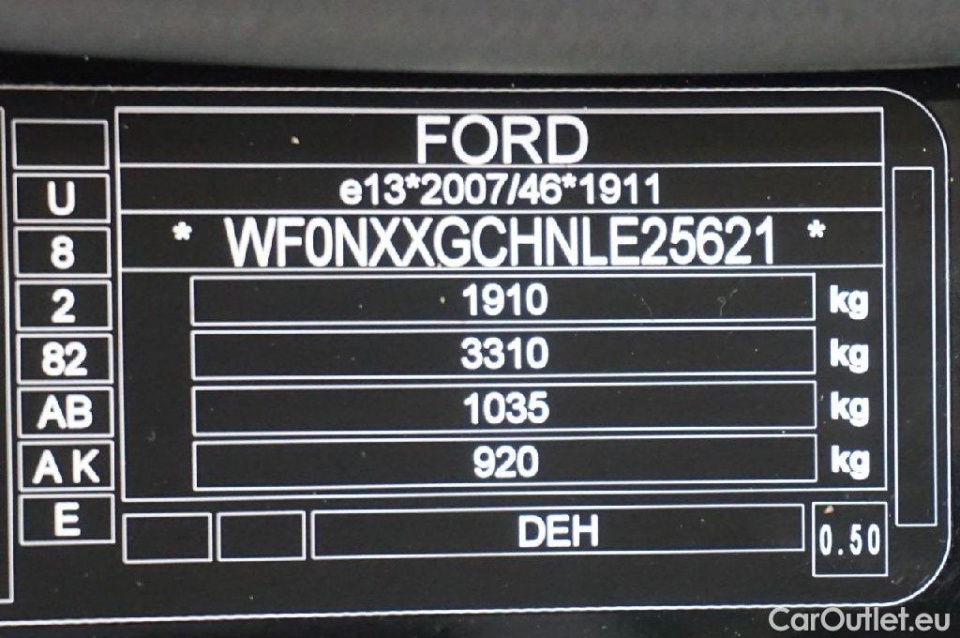 FORD
e13*2007/46*1911
* WF0NXXGCHNLE25621 *
1910 kg
3310 kg
1035 kg
920 kg
U
8
2
82
AB
A K
E
DEH
0.50
CarOutlet.eu